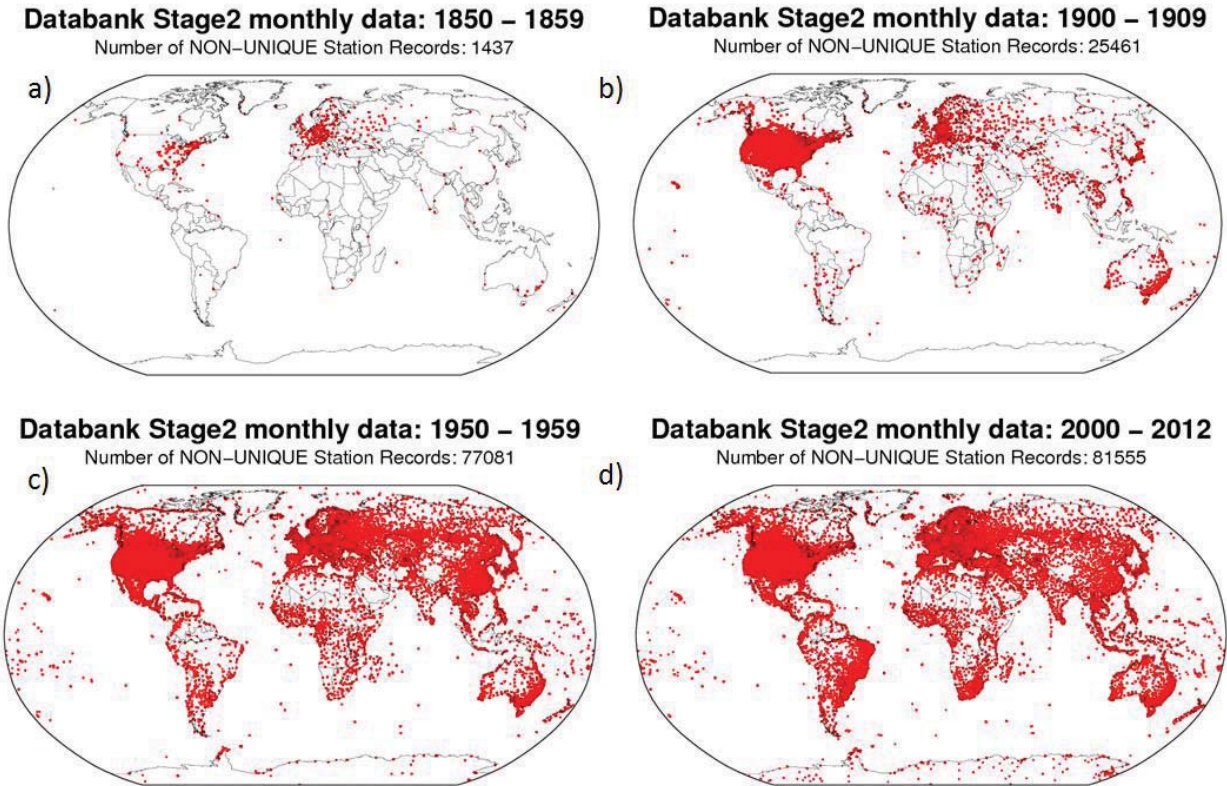 Databank Stage2 monthly data: 1850 – 1859
Number of NON–UNIQUE Station Records: 1437
a)
Databank Stage2 monthly data: 1900 – 1909
Number of NON–UNIQUE Station Records: 25461
b)
Databank Stage2 monthly data: 1950 – 1959
Number of NON–UNIQUE Station Records: 77081
c)
Databank Stage2 monthly data: 2000 – 2012
Number of NON–UNIQUE Station Records: 81555
d)